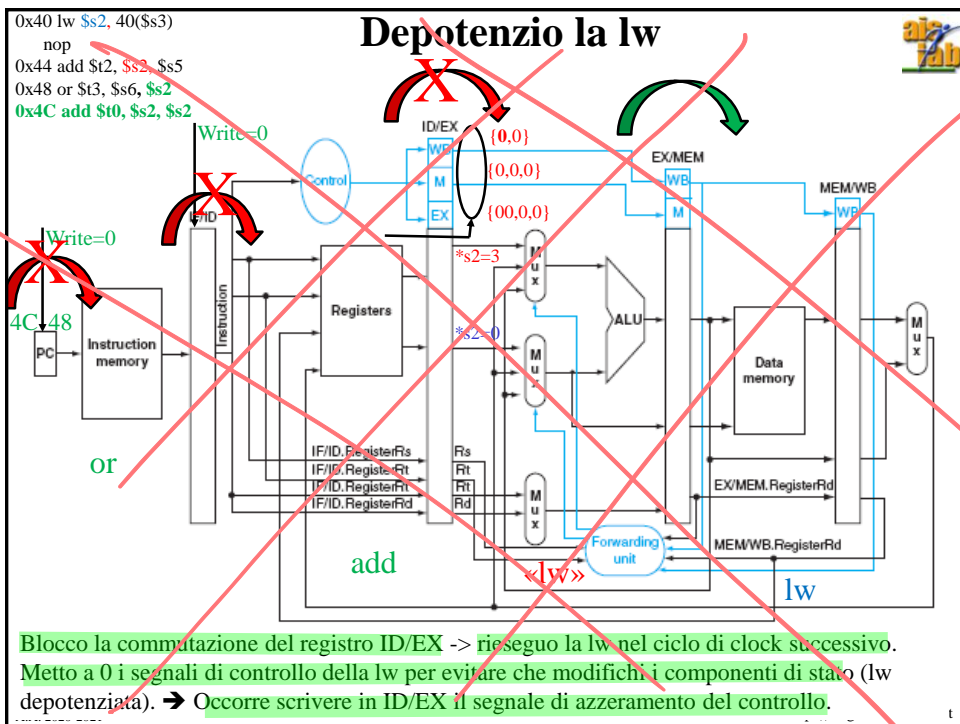 0x40 lw $s2, 40($s3)
nop
0x44 add $t2, $s2, $s5
0x48 or $t3, $s6, $s2
0x4C add $t0, $s2, $s2
Depotenzio la lw
ais
lab
X
Write=0
ID/EX
{0,0}
Control
WB
{0,0,0}
M
EX
{00,0,0}
EX/MEM
WB
M
MEM/WB
WB
X
IF/ID
Write=0
X
*s2=3
Mux
4C 48
PC
Instruction
memory
Instruction
Registers
ALU
*s2=0
Mux
Data
memory
Mux
or
IF/ID.RegisterRs
Rs
IF/ID.RegisterRt
Rt
IF/ID.RegisterRt
Rt
IF/ID.RegisterRd
Rd
Mux
EX/MEM.RegisterRd
Forwarding
unit
MEM/WB.RegisterRd
add
«lw»
lw
Blocco la commutazione del registro ID/EX -> rieseguo la lw nel ciclo di clock successivo.
Metto a 0 i segnali di controllo della lw per evitare che modifichi i componenti di stato (lw
depotenziata). ➔ Occorre scrivere in ID/EX il segnale di azzeramento del controllo.
t